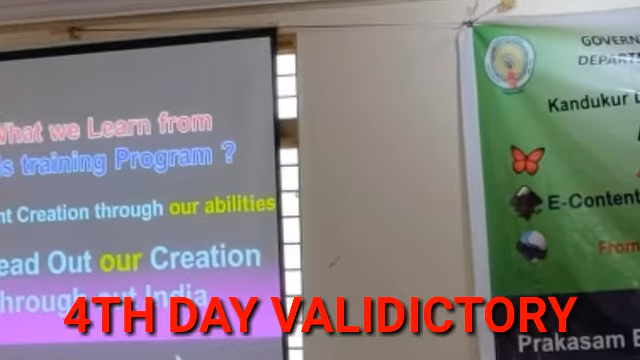 What we Learn from
s training Program ?
nt Creation through our abilities
ead Out our Creation
hrough out India
4TH DAY VALIDICTORY
GOVERN
DEPART
Kandukur
E-Content
From
Prakasam